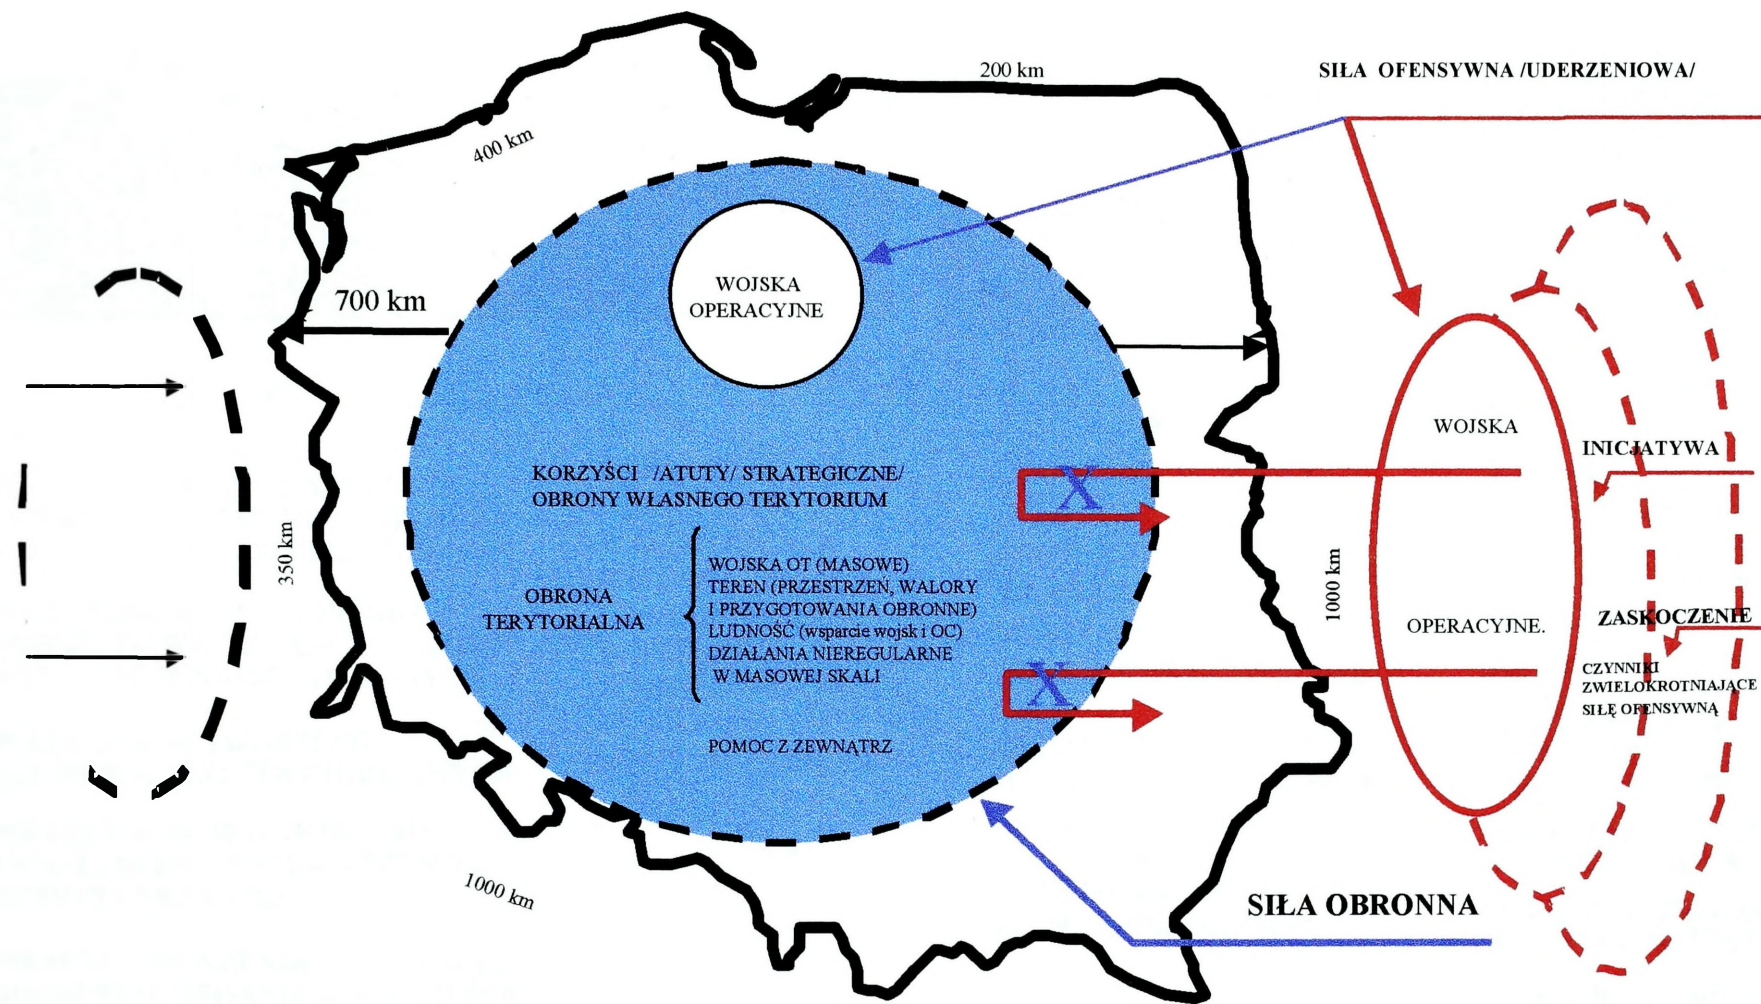 200 km
SIŁA OFENSYWNA /UDERZENIOWA/
400 km
700 km
WOJSKA
OPERACYJNE
WOJSKA
INICJATYWA
KORZYŚCI /ATUTY/ STRATEGICZNE/
OBRONY WŁASNEGO TERYTORIUM
X
350 km
1000 km
OBRONA
TERYTORIALNA
WOJSKA OT (MASOWE)
TEREN (PRZESTRZEŃ, WALORY
I PRZYGOTOWANIA OBRONNE)
LUDNOŚĆ (wsparcie wojsk i OC)
DZIAŁANIA NIEREGULARNE
W MASOWEJ SKALI
X
OPERACYJNE.
ZASKOCZENIE
CZYNNIKI
ZWIELOKROTNIAJĄCE
SIŁĘ OFENSYWNĄ
POMOC Z ZEWNĄTRZ
1000 km
SIŁA OBRONNA